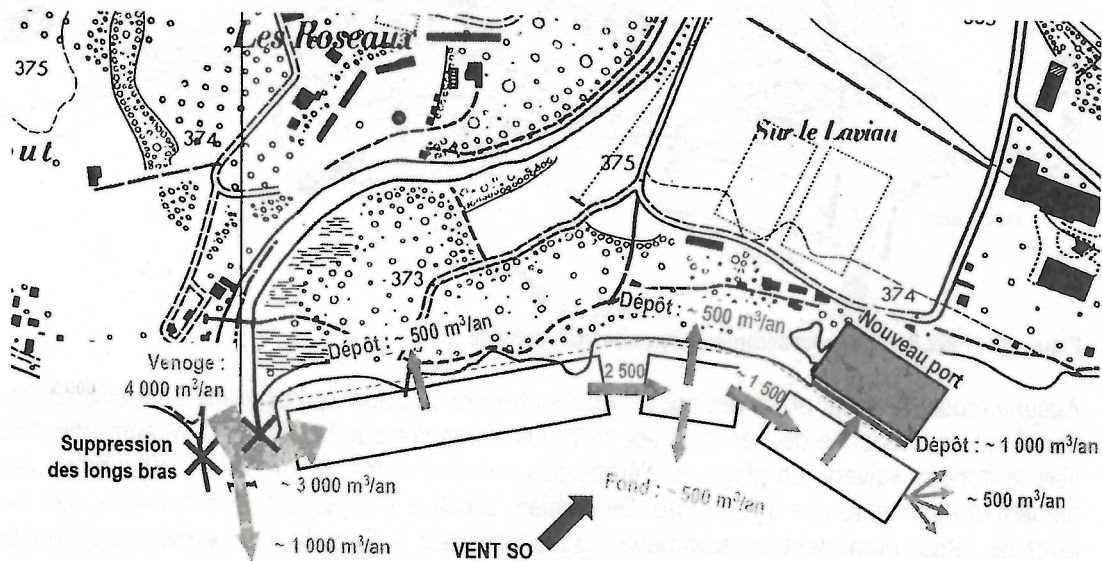 Les Roseaux
375
374
ut.
Sur le Laviau
375
373
374
Nouveau port
Dépôt : ~ 500 m³/an
Dépôt : ~ 500 m³/an
Venoge :
4 000 m³/an
2 500
~ 1 500
Suppression
des longs bras
~ 3 000 m³/an
Dépôt : ~ 1 000 m³/an
Fond : ~ 500 m³/an
~ 500 m³/an
~ 1 000 m³/an
VENT SO